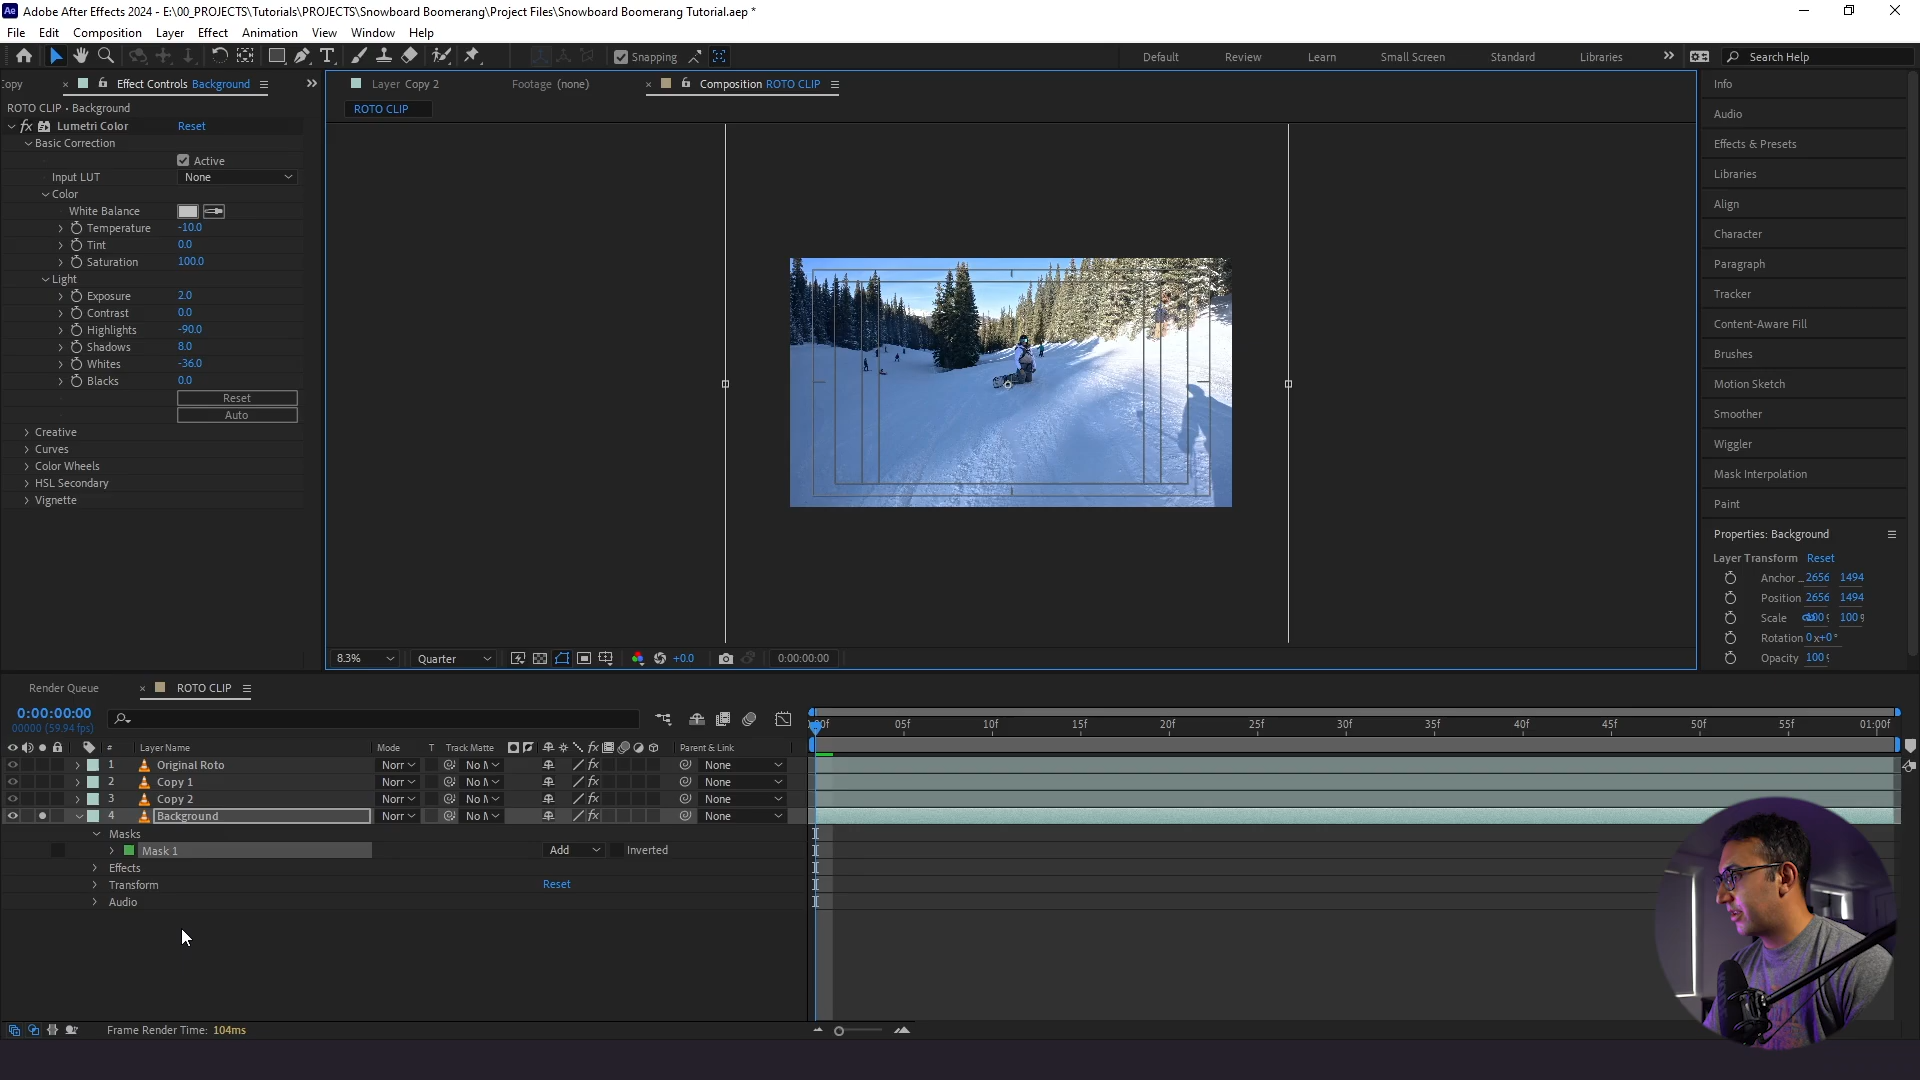 Adobe After Effects 2024 - E:\00_PROJECTS\Tutorials\PROJECTS\Snowboard Boomerang\Project Files\Snowboard Boomerang Tutorial.aep *
File Edit Composition Layer Effect Animation View Window Help
Snapping Default Review Learn Small Screen Standard Libraries Search Help
opy Effect Controls Background
ROTO CLIP • Background
fx Lumetri Color Reset
Basic Correction
Active
Input LUT None
Color
White Balance
Temperature -10.0
Tint 0.0
Saturation 100.0
Light
Exposure 2.0
Contrast 0.0
Highlights -90.0
Shadows 8.0
Whites -36.0
Blacks 0.0
Reset
Auto
Creative
Curves
Color Wheels
HSL Secondary
Vignette
Layer Copy 2 Footage (none) Composition ROTO CLIP
ROTO CLIP
8.3% Quarter +0.0 0:00:00:00
Info
Audio
Effects & Presets
Libraries
Align
Character
Paragraph
Tracker
Content-Aware Fill
Brushes
Motion Sketch
Smoother
Wiggler
Mask Interpolation
Paint
Properties: Background
Layer Transform Reset
Anchor .. 2656 1494
Position 2656 1494
Scale 100 100
Rotation 0x+0°
Opacity 100
Render Queue ROTO CLIP
0:00:00:00
00000 (59.94 fps)
:00f 05f 10f 15f 20f 25f 30f 35f 40f 45f 50f 55f 01:00f
# Layer Name Mode T Track Matte Parent & Link
1 Original Roto Norr No M None
2 Copy 1 Norr No M None
3 Copy 2 Norr No M None
4 Background Norr No M None
Masks
Mask 1 Add Inverted
Effects
Transform Reset
Audio
Frame Render Time: 104ms